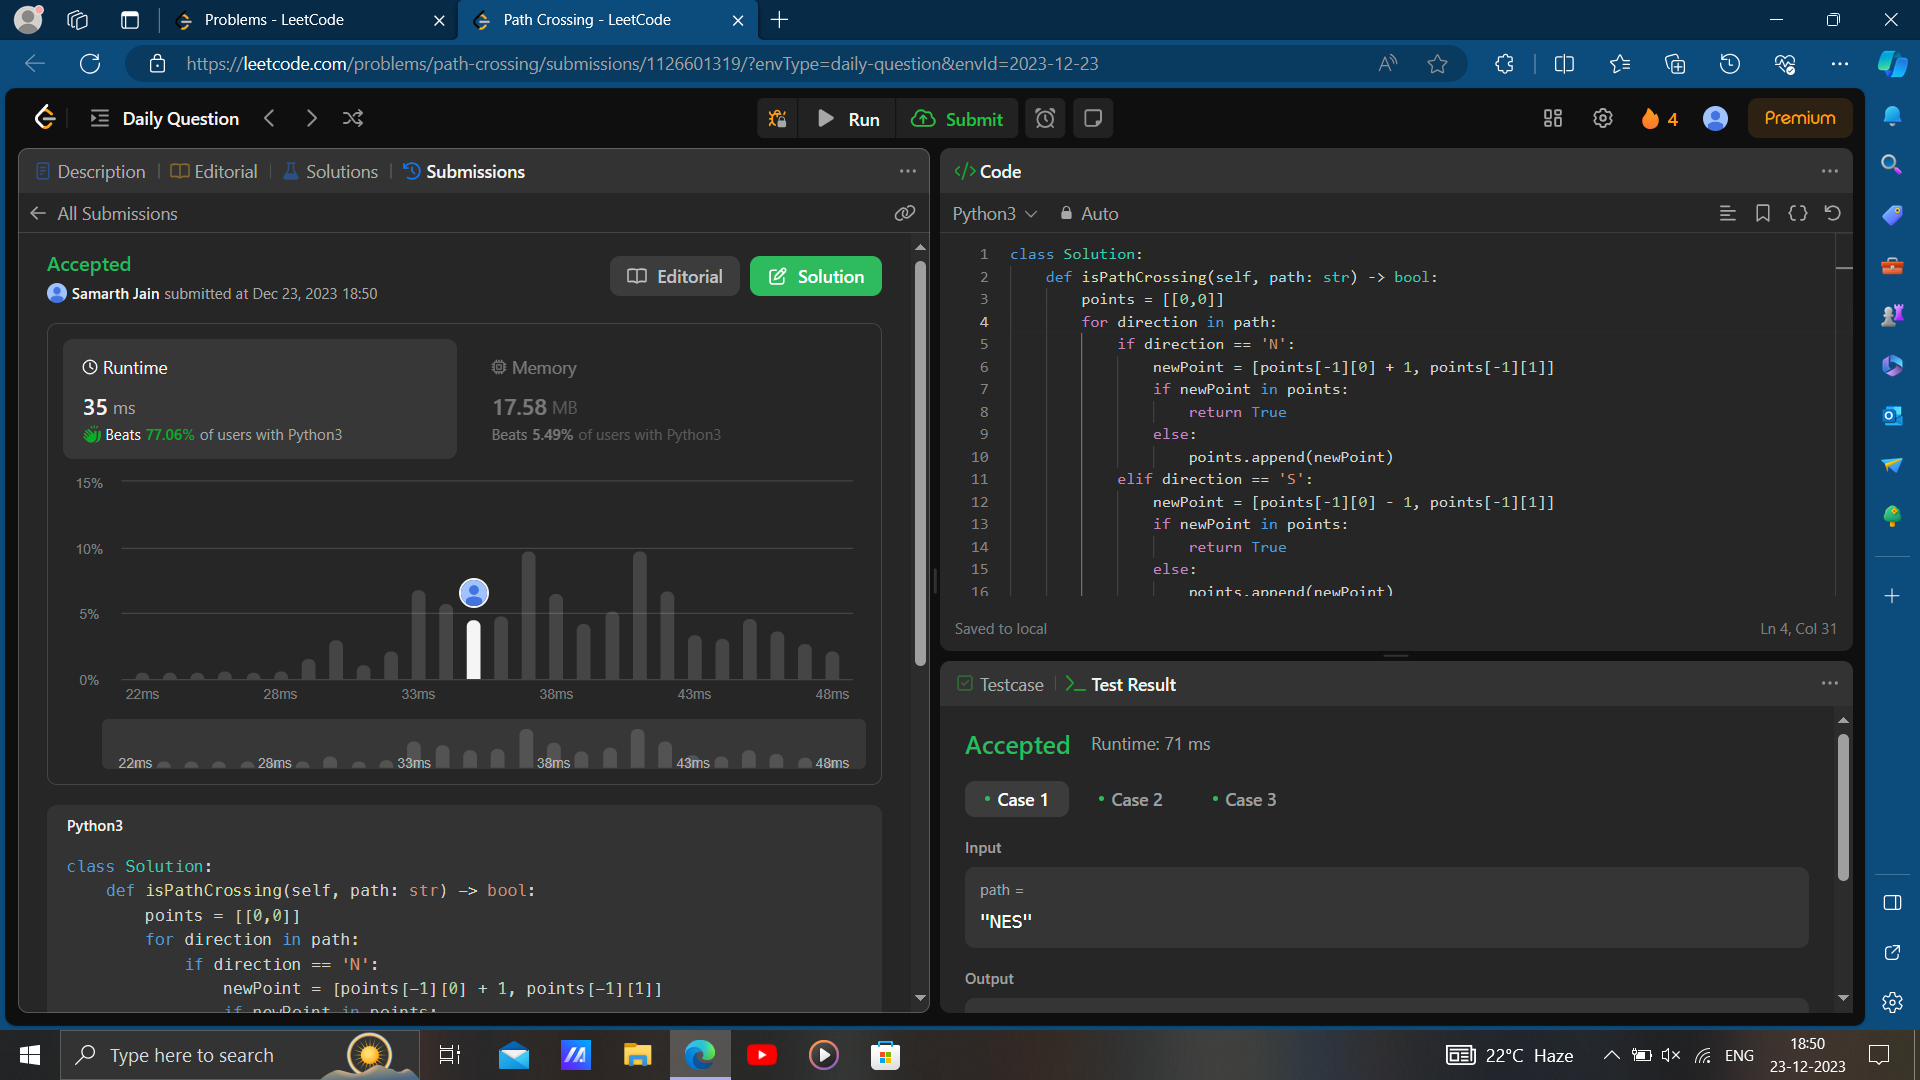 Problems - LeetCode
Path Crossing - LeetCode
https://leetcode.com/problems/path-crossing/submissions/1126601319/?envType=daily-question&envId=2023-12-23
Daily Question
Run
Submit
4
Premium
Description
Editorial
Solutions
Submissions
All Submissions
Accepted
Samarth Jain submitted at Dec 23, 2023 18:50
Editorial
Solution
Runtime
35 ms
Beats 77.06% of users with Python3
Memory
17.58 MB
Beats 5.49% of users with Python3
15%
10%
5%
0%
22ms 28ms 33ms 38ms 43ms 48ms
22ms 28ms 33ms 38ms 43ms 48ms
Python3
class Solution:
def isPathCrossing(self, path: str) -> bool:
points = [[0,0]]
for direction in path:
if direction == 'N':
newPoint = [points[-1][0] + 1, points[-1][1]]
if newPoint in points:
Code
Python3
Auto
1 class Solution:
2 def isPathCrossing(self, path: str) -> bool:
3 points = [[0,0]]
4 for direction in path:
5 if direction == 'N':
6 newPoint = [points[-1][0] + 1, points[-1][1]]
7 if newPoint in points:
8 return True
9 else:
10 points.append(newPoint)
11 elif direction == 'S':
12 newPoint = [points[-1][0] - 1, points[-1][1]]
13 if newPoint in points:
14 return True
15 else:
16 points.append(newPoint)
Saved to local
Ln 4, Col 31
Testcase
Test Result
Accepted
Runtime: 71 ms
Case 1
Case 2
Case 3
Input
path =
"NES"
Output
Type here to search
22°C Haze
ENG
18:50
23-12-2023